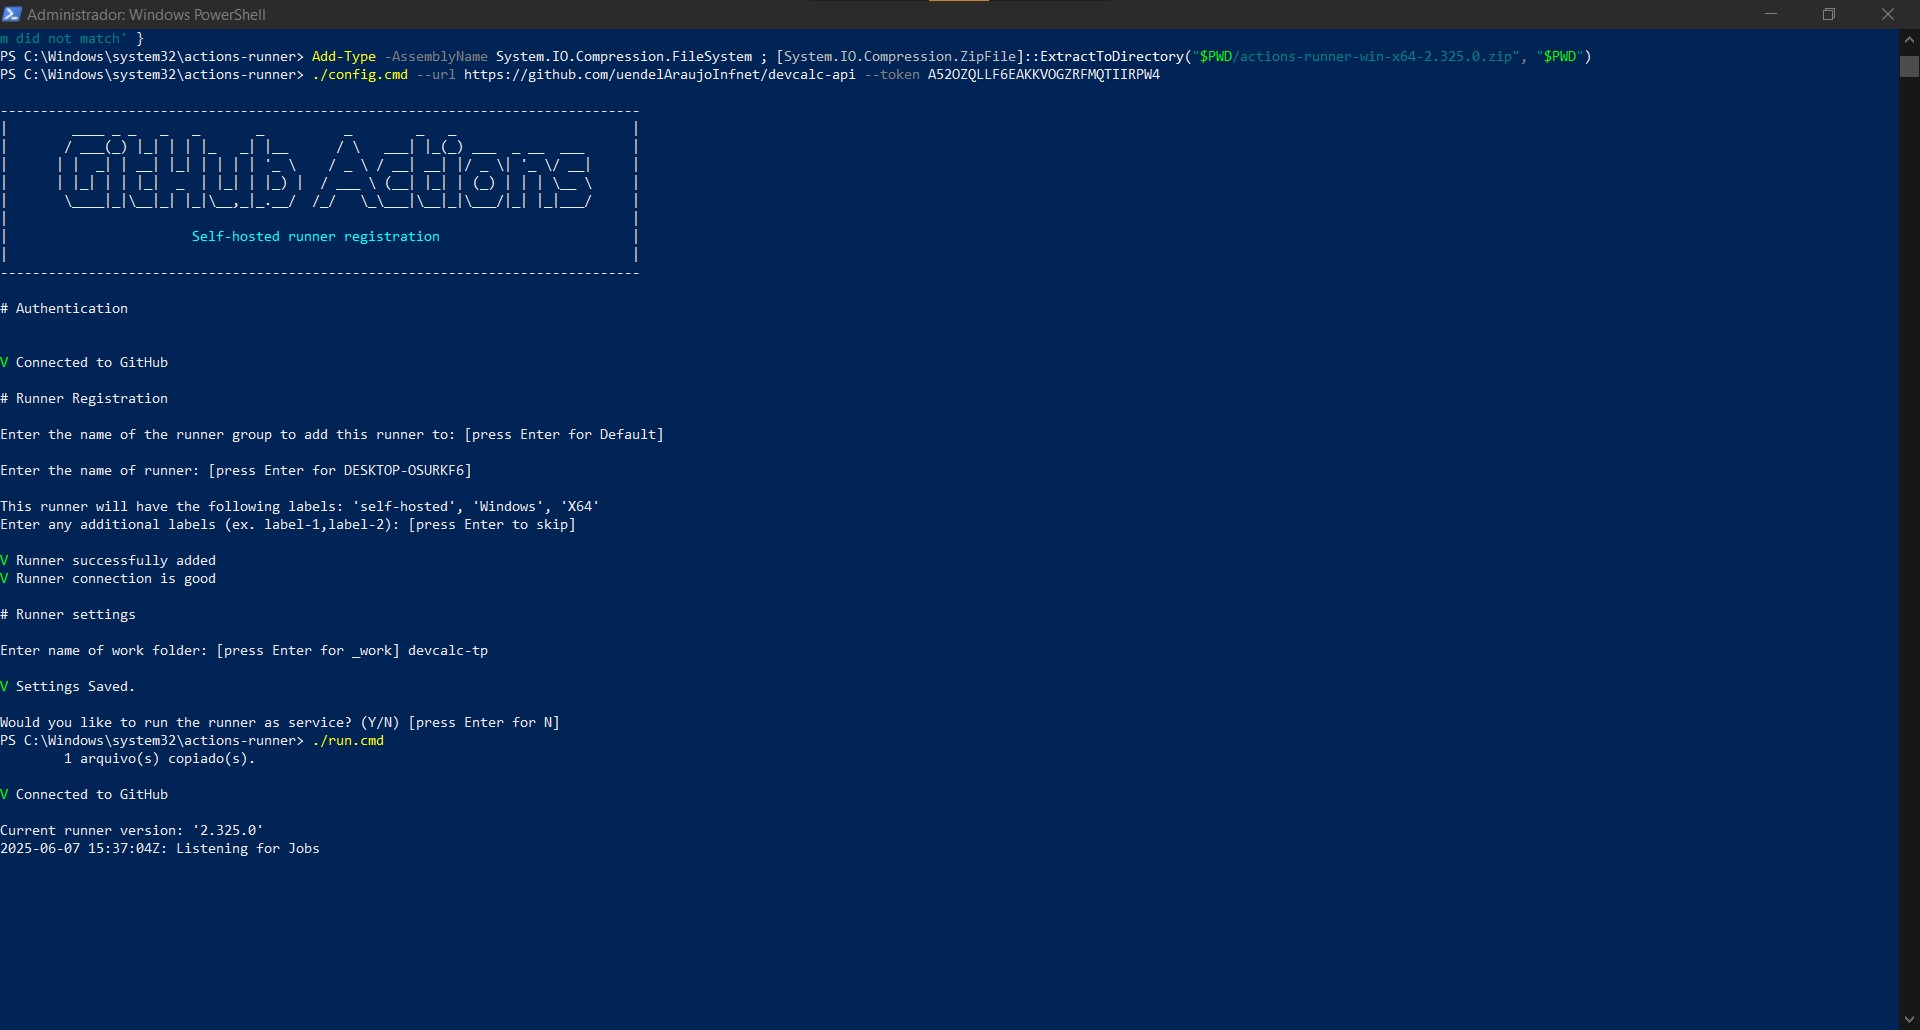 Administrador: Windows PowerShell
m did not match' }
PS C:\Windows\system32\actions-runner> Add-Type -AssemblyName System.IO.Compression.FileSystem ; [System.IO.Compression.ZipFile]::ExtractToDirectory("$PWD/actions-runner-win-x64-2.325.0.zip", "$PWD")
PS C:\Windows\system32\actions-runner> ./config.cmd --url https://github.com/uendelAraujoInfnet/devcalc-api --token A52OZQLLF6EAKKVOGZRFMQTIIRPW4
GitHub Actions
Self-hosted runner registration
# Authentication
V Connected to GitHub
# Runner Registration
Enter the name of the runner group to add this runner to: [press Enter for Default]
Enter the name of runner: [press Enter for DESKTOP-OSURKF6]
This runner will have the following labels: 'self-hosted', 'Windows', 'X64'
Enter any additional labels (ex. label-1,label-2): [press Enter to skip]
V Runner successfully added
V Runner connection is good
# Runner settings
Enter name of work folder: [press Enter for _work] devcalc-tp
V Settings Saved.
Would you like to run the runner as service? (Y/N) [press Enter for N]
PS C:\Windows\system32\actions-runner> ./run.cmd
1 arquivo(s) copiado(s).
V Connected to GitHub
Current runner version: '2.325.0'
2025-06-07 15:37:04Z: Listening for Jobs